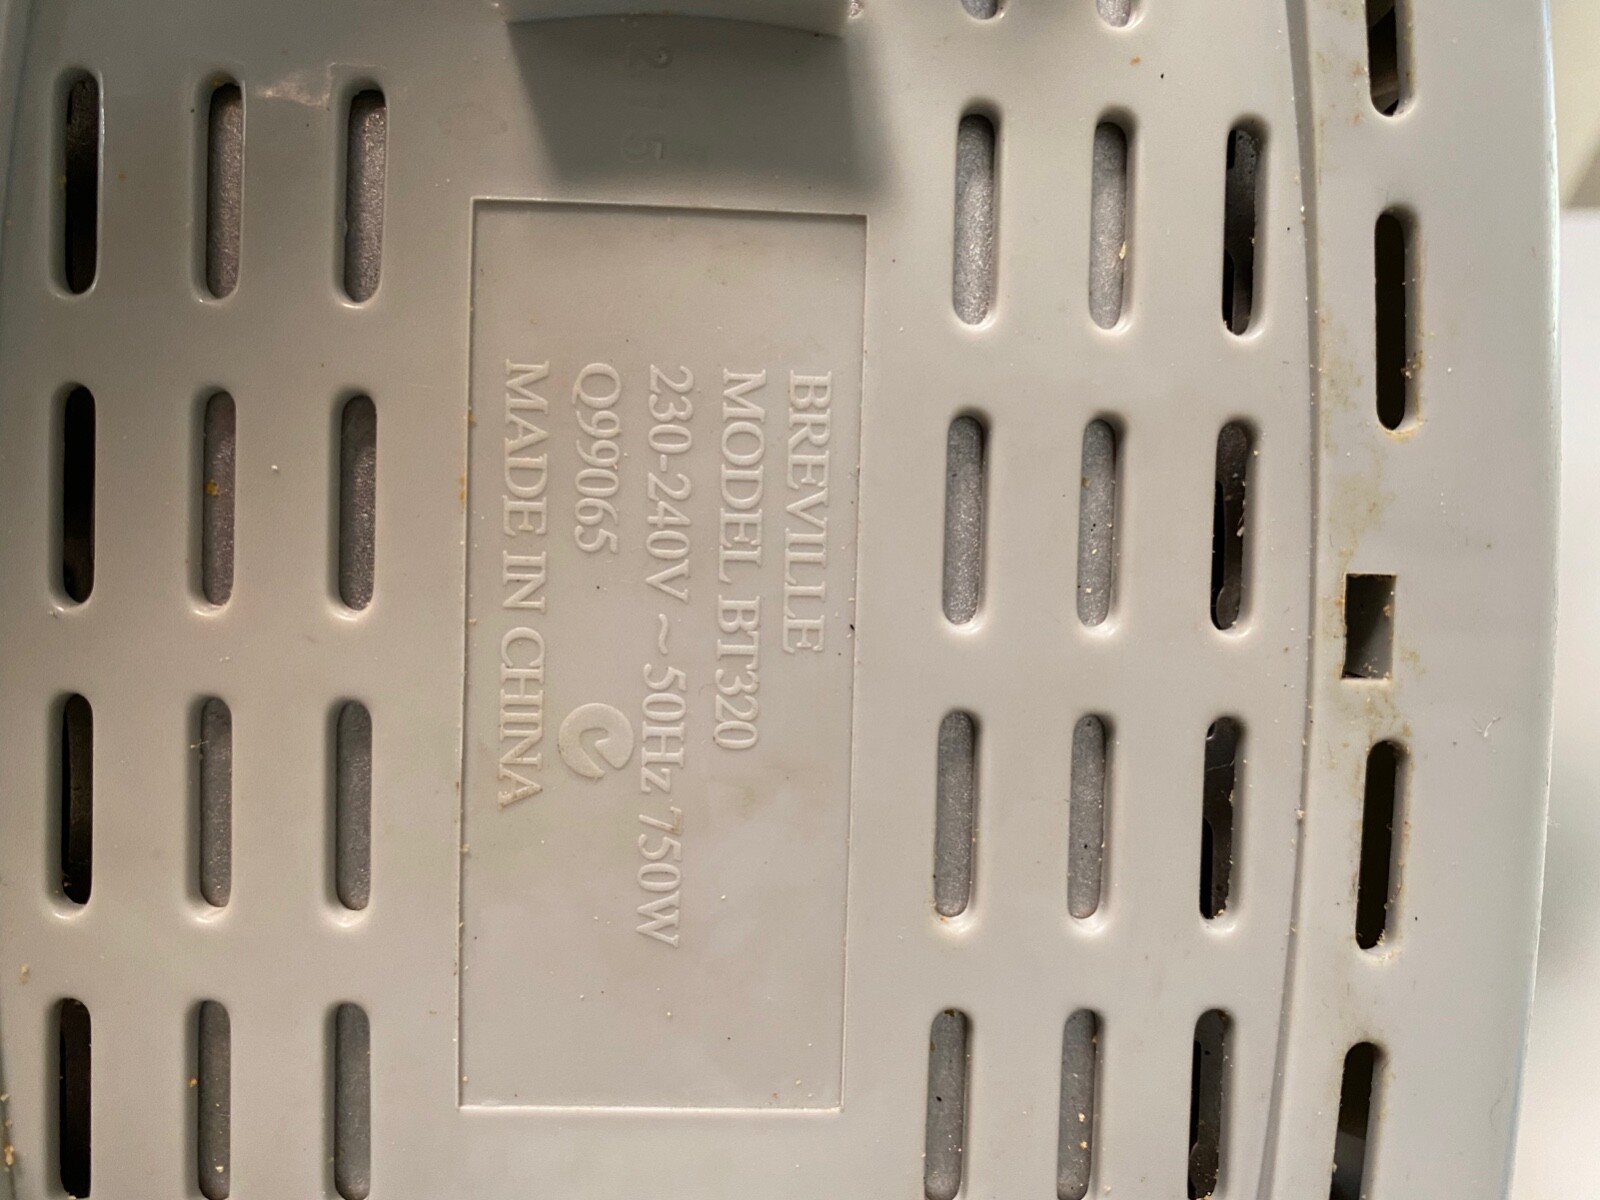 BREVILLE
MODEL BT320
230-240V ~ 50Hz 750W
Q99065
MADE IN CHINA